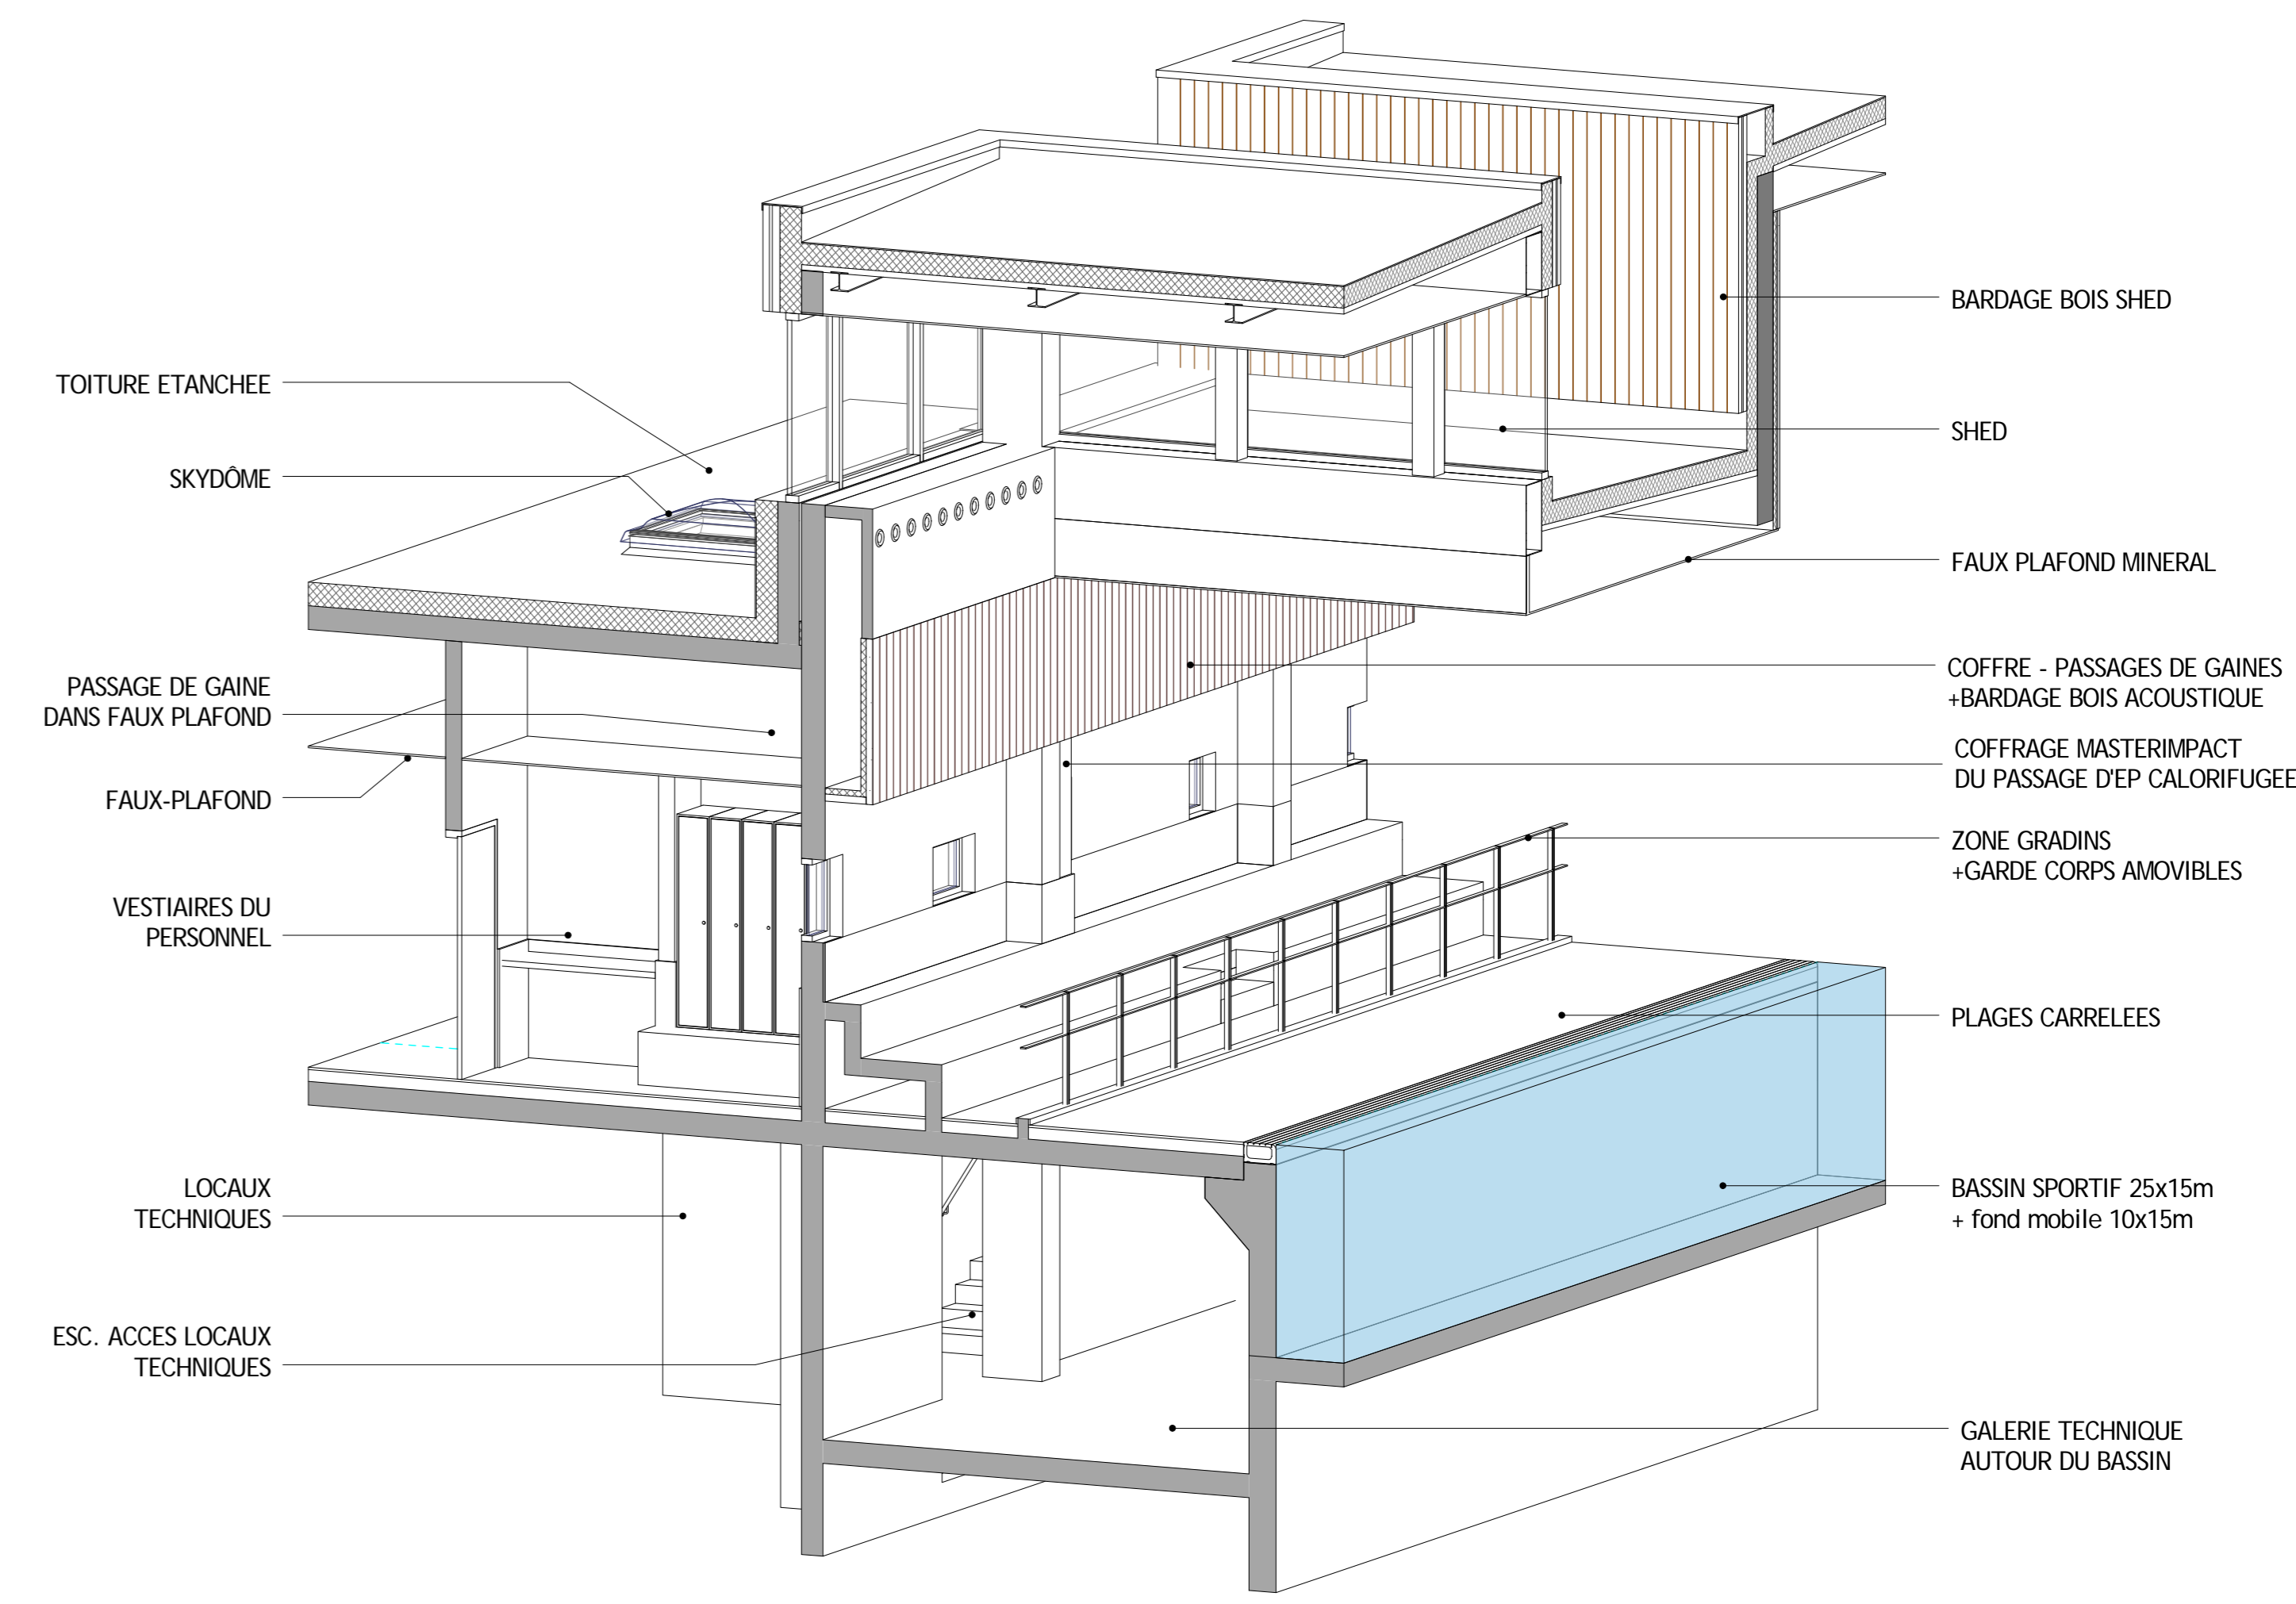 TOITURE ETANCHEE
SKYDÔME
PASSAGE DE GAINE
DANS FAUX PLAFOND
FAUX-PLAFOND
VESTIAIRES DU
PERSONNEL
LOCAUX
TECHNIQUES
ESC. ACCES LOCAUX
TECHNIQUES
BARDAGE BOIS SHED
SHED
FAUX PLAFOND MINERAL
COFFRE - PASSAGES DE GAINES
+BARDAGE BOIS ACOUSTIQUE
COFFRAGE MASTERIMPACT
DU PASSAGE D'EP CALORIFUGEE
ZONE GRADINS
+GARDE CORPS AMOVIBLES
PLAGES CARRELEES
BASSIN SPORTIF 25x15m
+ fond mobile 10x15m
GALERIE TECHNIQUE
AUTOUR DU BASSIN